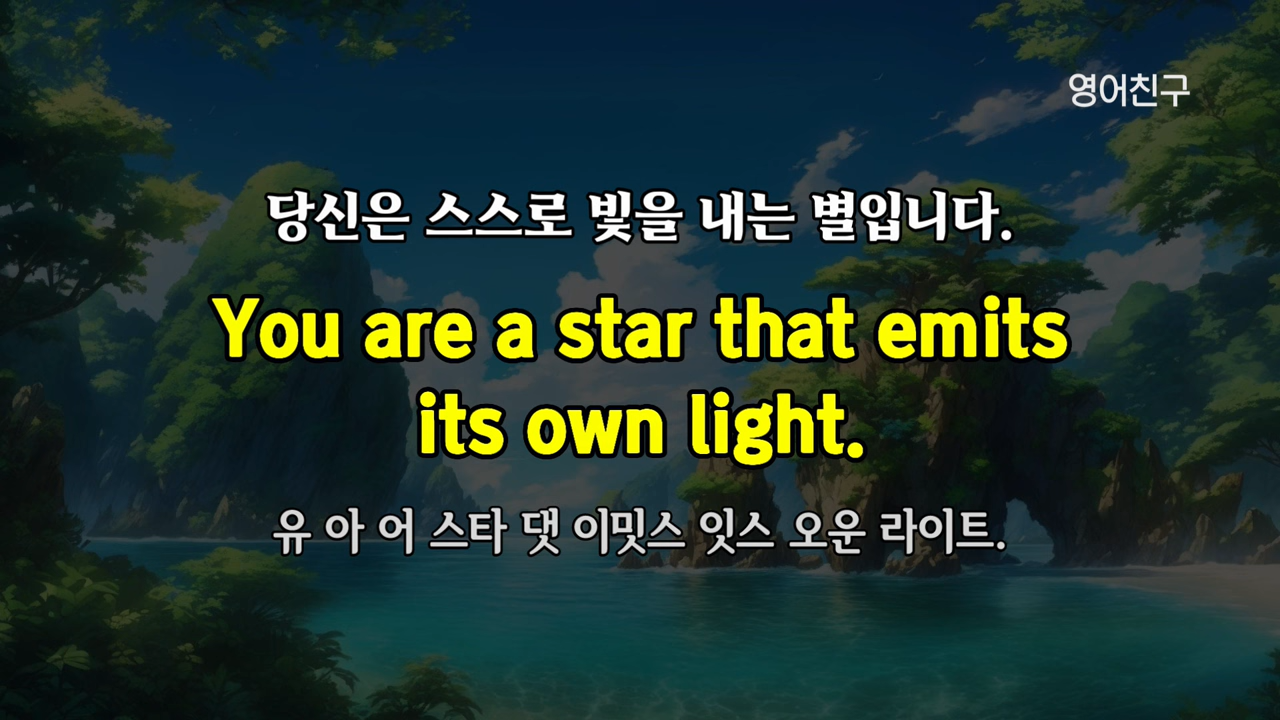 영어친구
당신은 스스로 빛을 내는 별입니다.
You are a star that emits
its own light.
유 아 어 스타 댓 이밋스 잇스 오운 라이트.